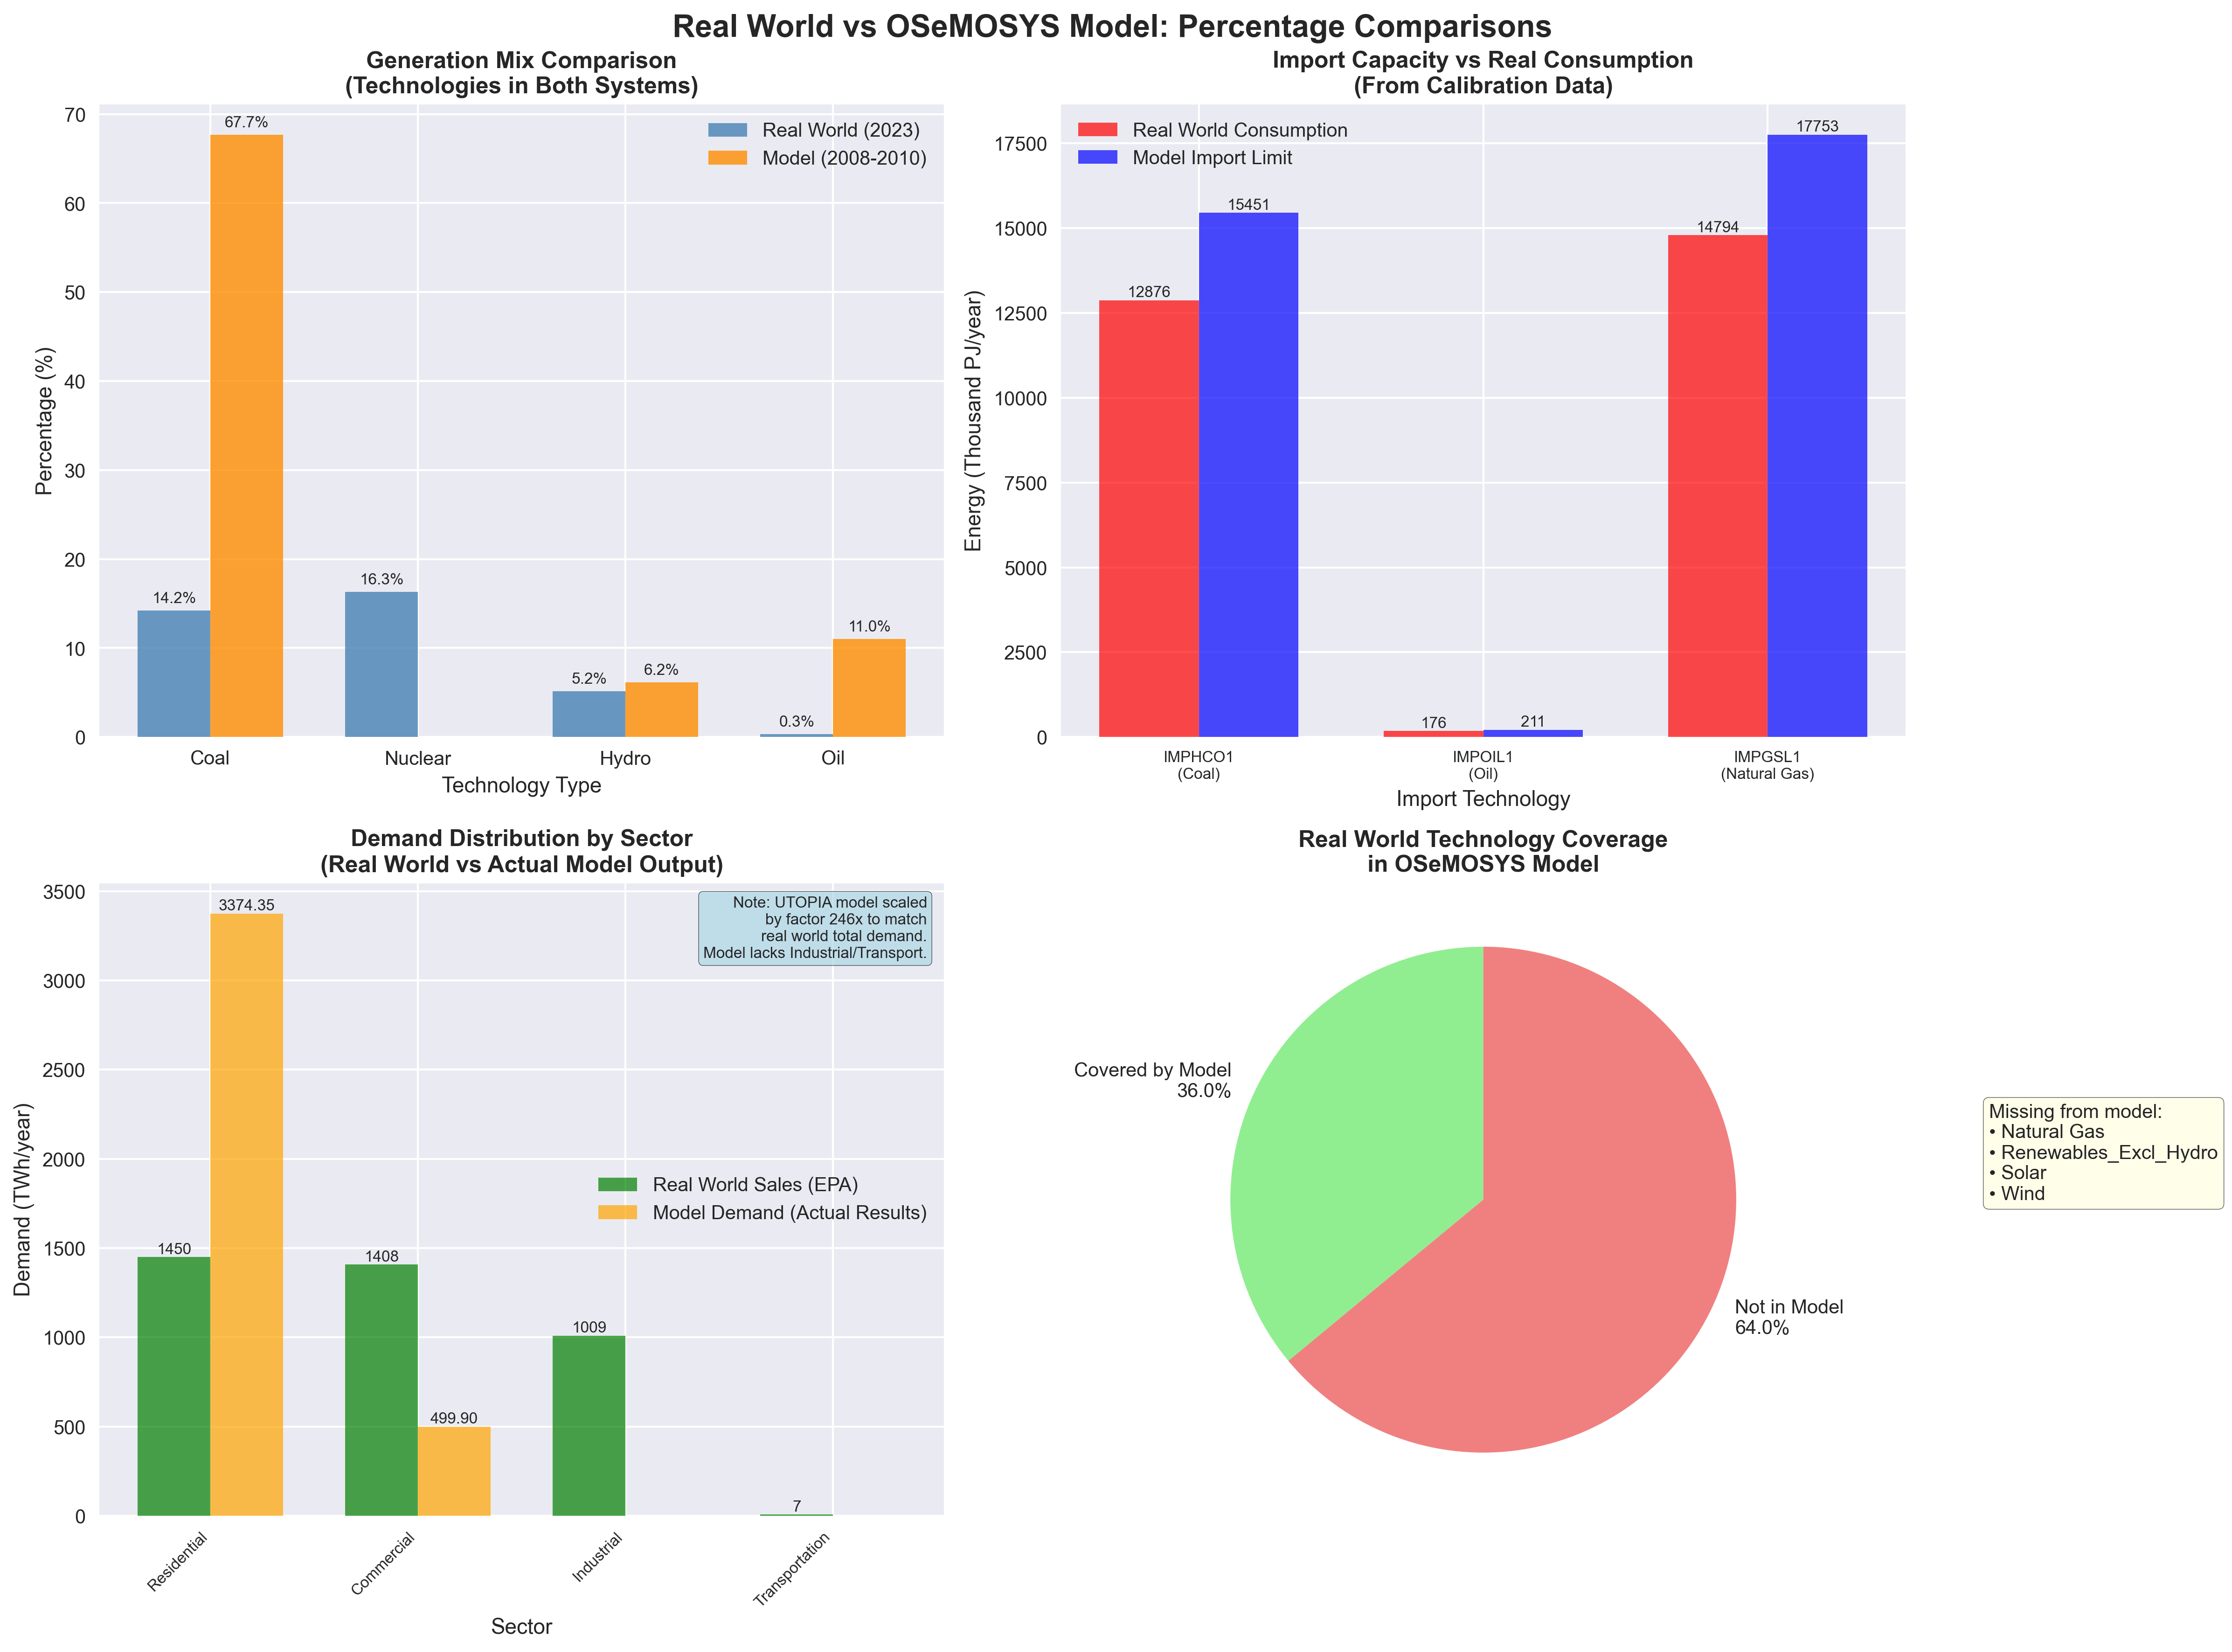 Real World vs OSeMOSYS Model: Percentage Comparisons
Generation Mix Comparison
(Technologies in Both Systems)
70
60
50
40
30
20
10
0
Percentage (%)
67.7%
14.2%
16.3%
5.2%
6.2%
0.3%
11.0%
Real World (2023)
Model (2008-2010)
Coal
Nuclear
Hydro
Oil
Technology Type
Import Capacity vs Real Consumption
(From Calibration Data)
17500
15000
12500
10000
7500
5000
2500
0
Energy (Thousand PJ/year)
Real World Consumption
Model Import Limit
12876
15451
176
211
14794
17753
IMPHCO1
(Coal)
IMPOIL1
(Oil)
IMPGSL1
(Natural Gas)
Import Technology
Demand Distribution by Sector
(Real World vs Actual Model Output)
3500
3000
2500
2000
1500
1000
500
0
Demand (TWh/year)
3374.35
1450
1408
499.90
1009
7
Note: UTOPIA model scaled
by factor 246x to match
real world total demand.
Model lacks Industrial/Transport.
Real World Sales (EPA)
Model Demand (Actual Results)
Residential
Commercial
Industrial
Transportation
Sector
Real World Technology Coverage
in OSeMOSYS Model
Covered by Model
36.0%
Not in Model
64.0%
Missing from model:
• Natural Gas
• Renewables_Excl_Hydro
• Solar
• Wind